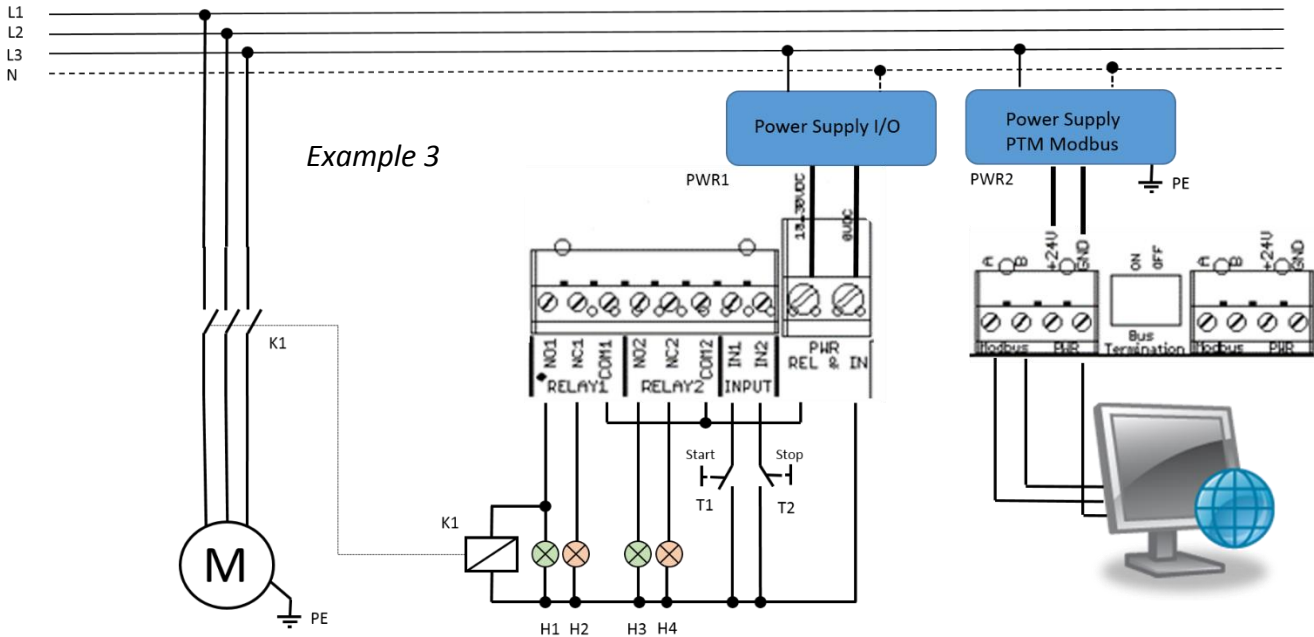 L1
L2
L3
N
Example 3
Power Supply I/O
Power Supply
PTM Modbus
PWR1
PWR2
PE
10..30VDC
0VDC
A
B
+24V
GND
ON
OFF
A
B
+24V
GND
K1
NO1
NC1
COM1
NO2
NC2
COM2
IN1
IN2
RELAY1
RELAY2
INPUT
PWR
REL & IN
Modbus
PWR
Bus
Termination
Modbus
PWR
Start
Stop
T1
T2
K1
M
PE
H1
H2
H3
H4